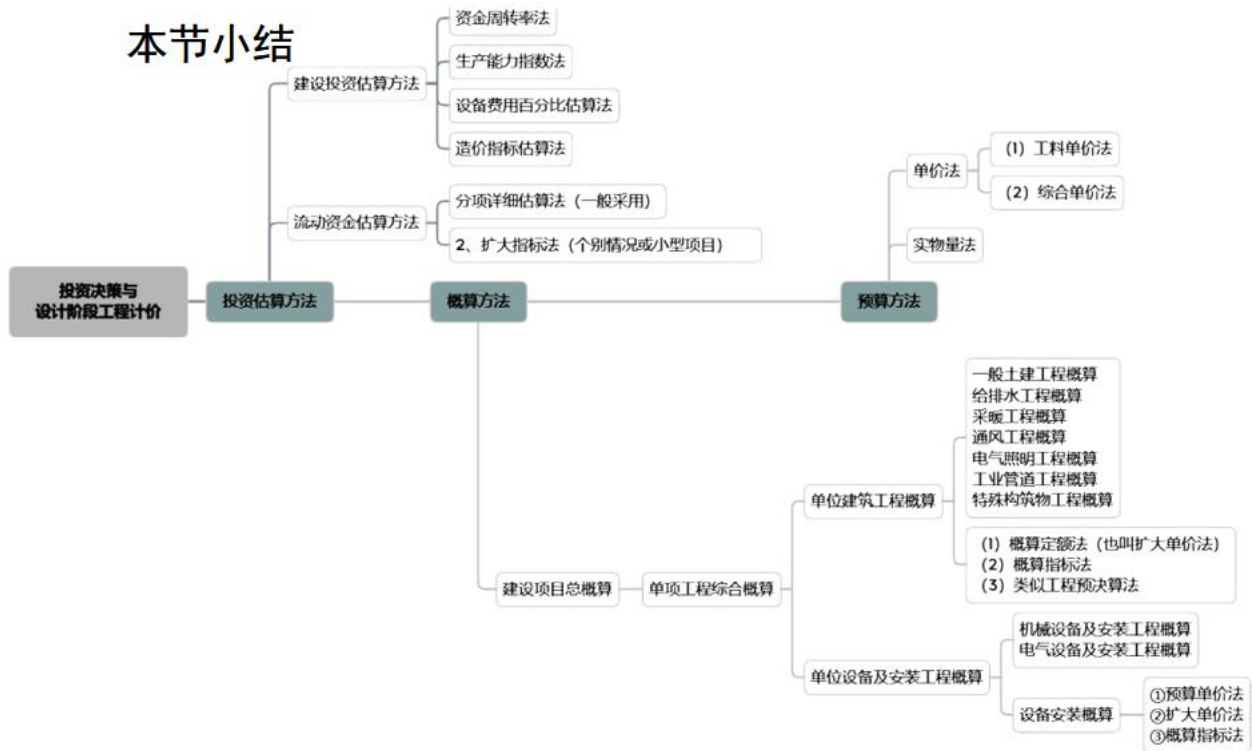 本节小结
资金周转率法
生产能力指数法
建设投资估算方法
设备费用百分比估算法
造价指标估算法
分项详细估算法（一般采用）
流动资金估算方法
2、扩大指标法（个别情况或小型项目）
（1）工料单价法
单价法
（2）综合单价法
实物量法
投资决策与
设计阶段工程计价
投资估算方法
概算方法
预算方法
一般土建工程概算
给排水工程概算
采暖工程概算
通风工程概算
电气照明工程概算
工业管道工程概算
特殊构筑物工程概算
单位建筑工程概算
（1）概算定额法（也叫扩大单价法）
（2）概算指标法
（3）类似工程预决算法
建设项目总概算
单项工程综合概算
机械设备及安装工程概算
电气设备及安装工程概算
单位设备及安装工程概算
设备安装概算
①预算单价法
②扩大单价法
③概算指标法